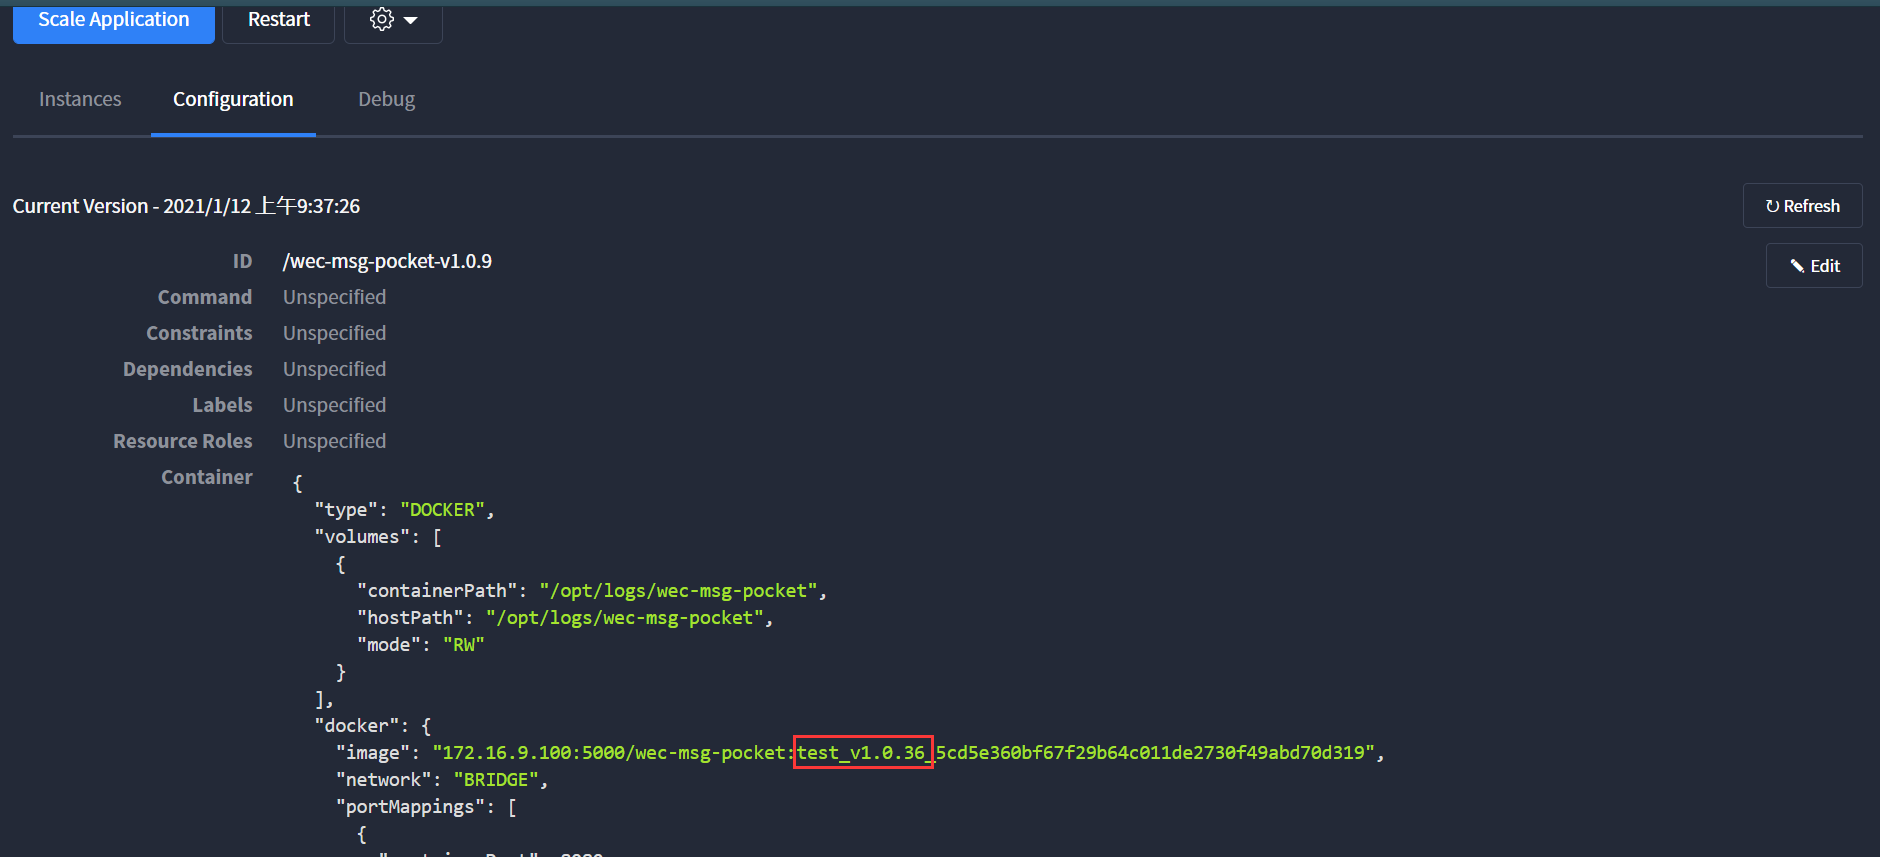 Scale Application Restart
Instances Configuration Debug
Current Version - 2021/1/12 上午9:37:26
Refresh
ID /wec-msg-pocket-v1.0.9
Edit
Command Unspecified
Constraints Unspecified
Dependencies Unspecified
Labels Unspecified
Resource Roles Unspecified
Container {
"type": "DOCKER",
"volumes": [
{
"containerPath": "/opt/logs/wec-msg-pocket",
"hostPath": "/opt/logs/wec-msg-pocket",
"mode": "RW"
}
],
"docker": {
"image": "172.16.9.100:5000/wec-msg-pocket:test_v1.0.36_5cd5e360bf67f29b64c011de2730f49abd70d319",
"network": "BRIDGE",
"portMappings": [
{